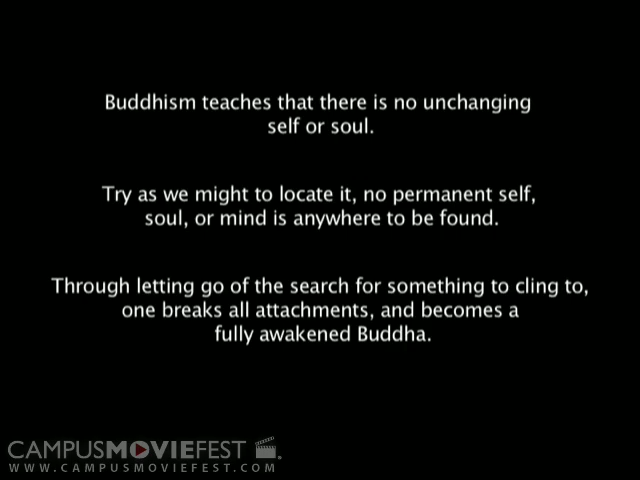 Buddhism teaches that there is no unchanging
self or soul.
Try as we might to locate it, no permanent self,
soul, or mind is anywhere to be found.
Through letting go of the search for something to cling to,
one breaks all attachments, and becomes a
fully awakened Buddha.
CAMPUSMOVIEFEST.
WWW.CAMPUSMOVIEFEST.COM